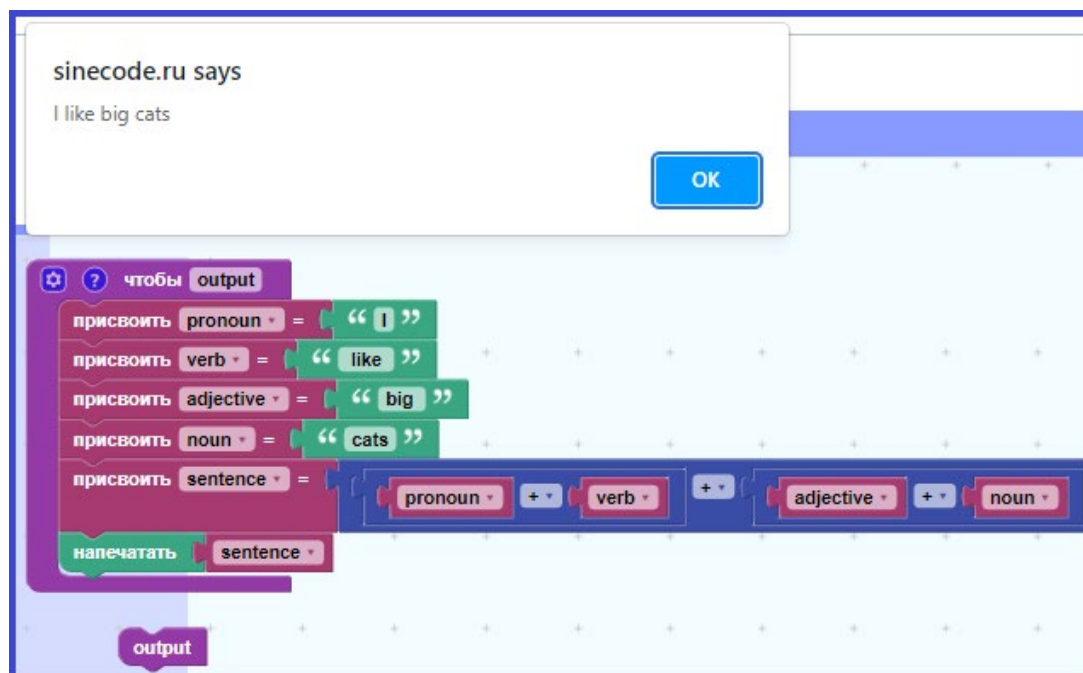 sinecode.ru says
I like big cats
OK
? чтобы output
присвоить pronoun = “ I ”
присвоить verb = “ like ”
присвоить adjective = “ big ”
присвоить noun = “ cats ”
присвоить sentence = pronoun + verb + adjective + noun
напечатать sentence
output